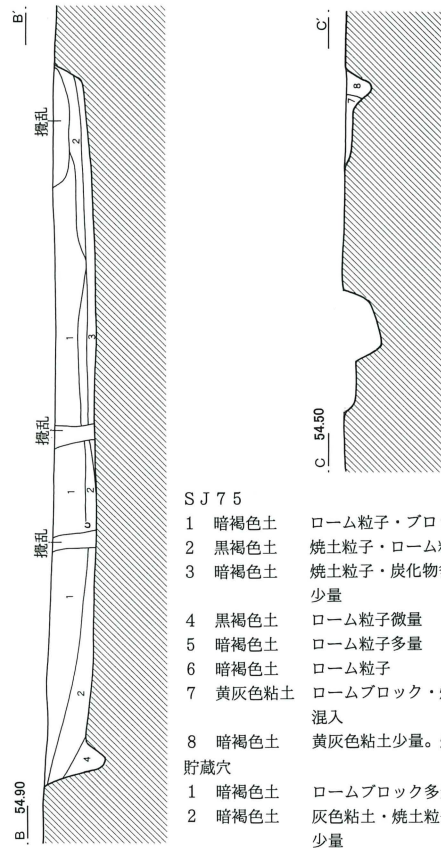 B′
攪乱
2
1
3
攪乱
1
2
攪乱
1
2
4
B 54.90
C′
8
7
C 54.50
SJ75
1 暗褐色土 ローム粒子・ブロ
2 黒褐色土 焼土粒子・ローム
3 暗褐色土 焼土粒子・炭化物
少量
4 黒褐色土 ローム粒子微量
5 暗褐色土 ローム粒子多量
6 暗褐色土 ローム粒子
7 黄灰色粘土 ロームブロック・
混入
8 暗褐色土 黄灰色粘土少量。
貯蔵穴
1 暗褐色土 ロームブロック多
2 暗褐色土 灰色粘土・焼土粒
少量